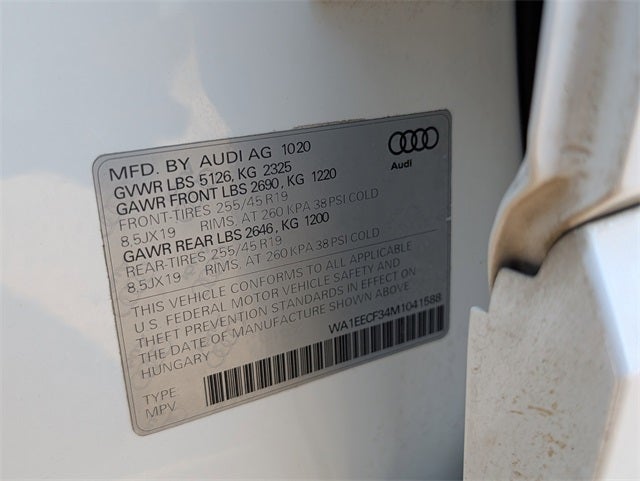 MFD. BY AUDI AG 1020
GVWR LBS 5126, KG 2325
GAWR FRONT LBS 2690, KG 1220
FRONT-TIRES 255/45 R19
8,5JX19 RIMS, AT 260 KPA 38 PSI COLD
GAWR REAR LBS 2646, KG 1200
REAR-TIRES 255/45 R19
8,5JX19 RIMS, AT 260 KPA 38 PSI COLD
Audi
THIS VEHICLE CONFORMS TO ALL APPLICABLE
U.S. FEDERAL MOTOR VEHICLE SAFETY AND
THEFT PREVENTION STANDARDS IN EFFECT ON
THE DATE OF MANUFACTURE SHOWN ABOVE
HUNGARY
WA1EECF34M1041588
TYPE:
MPV